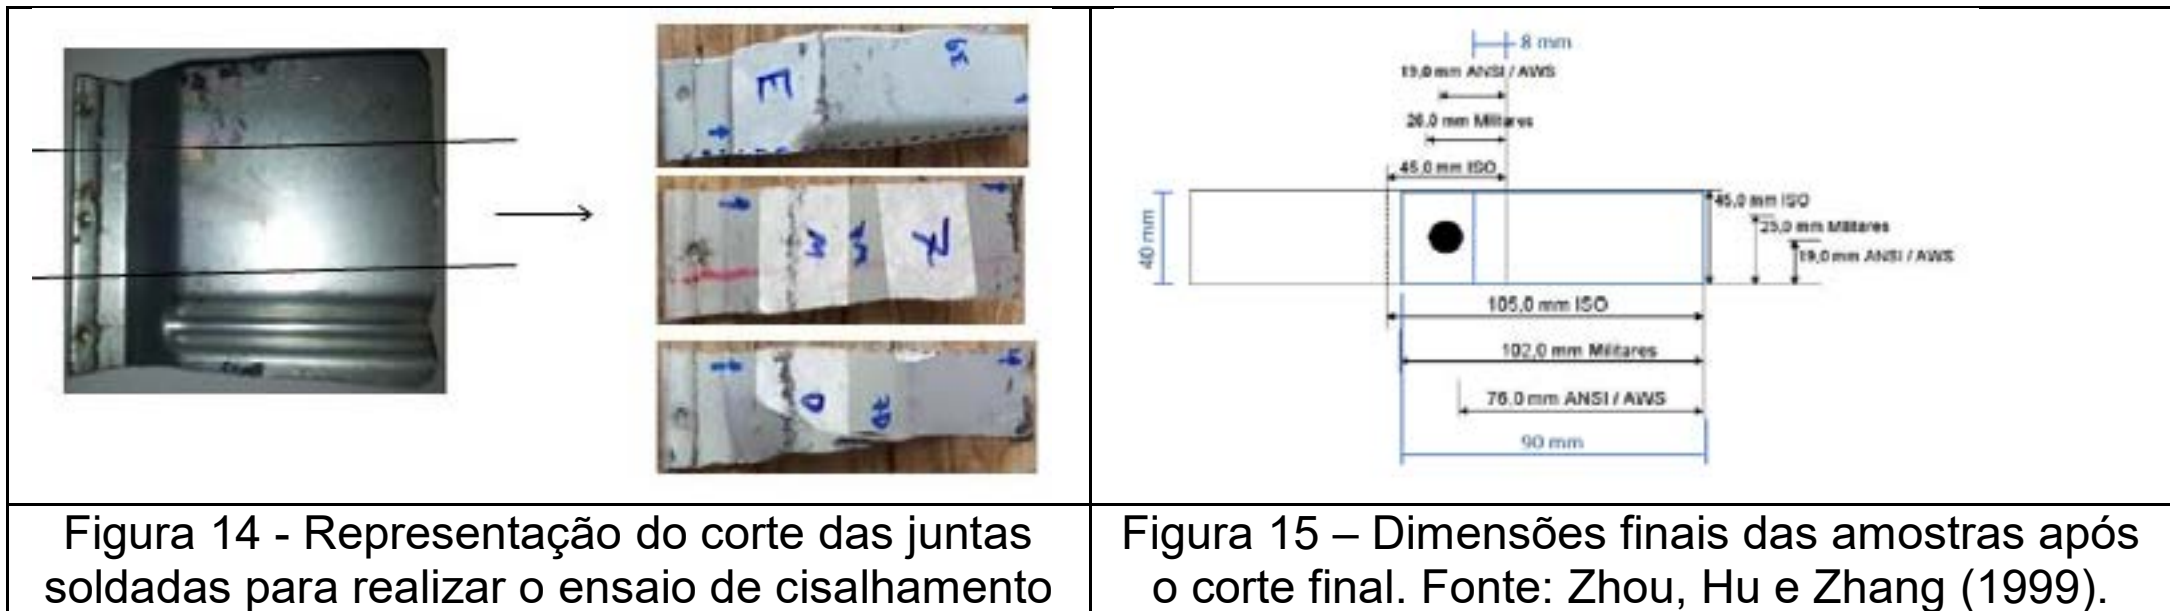 E
8 mm
19,0 mm ANSI / AWS
26,0 mm Militares
45,0 mm ISO
40 mm
45,0 mm ISO
25,0 mm Militares
19,0 mm ANSI / AWS
105,0 mm ISO
102,0 mm Militares
76,0 mm ANSI / AWS
90 mm
Figura 14 - Representação do corte das juntas
soldadas para realizar o ensaio de cisalhamento
Figura 15 – Dimensões finais das amostras após
o corte final. Fonte: Zhou, Hu e Zhang (1999).